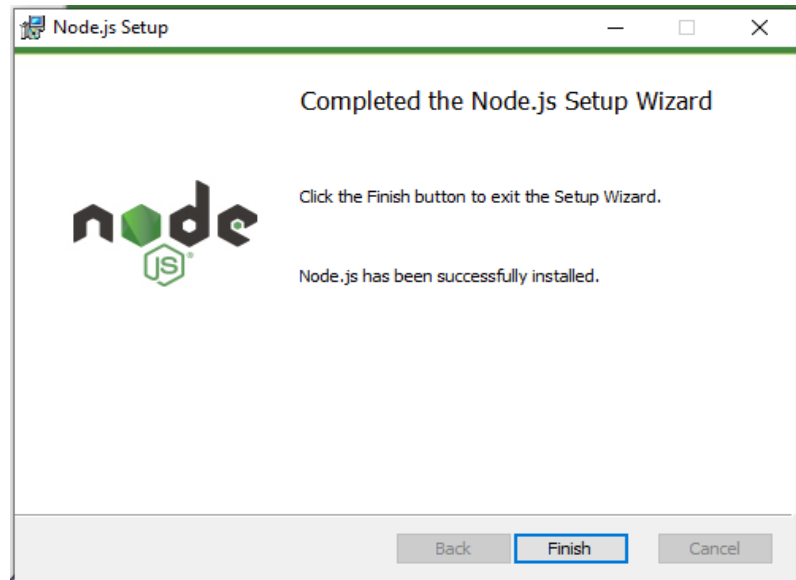 Node.js Setup
Completed the Node.js Setup Wizard
Click the Finish button to exit the Setup Wizard.
node
JS
Node.js has been successfully installed.
Back Finish Cancel